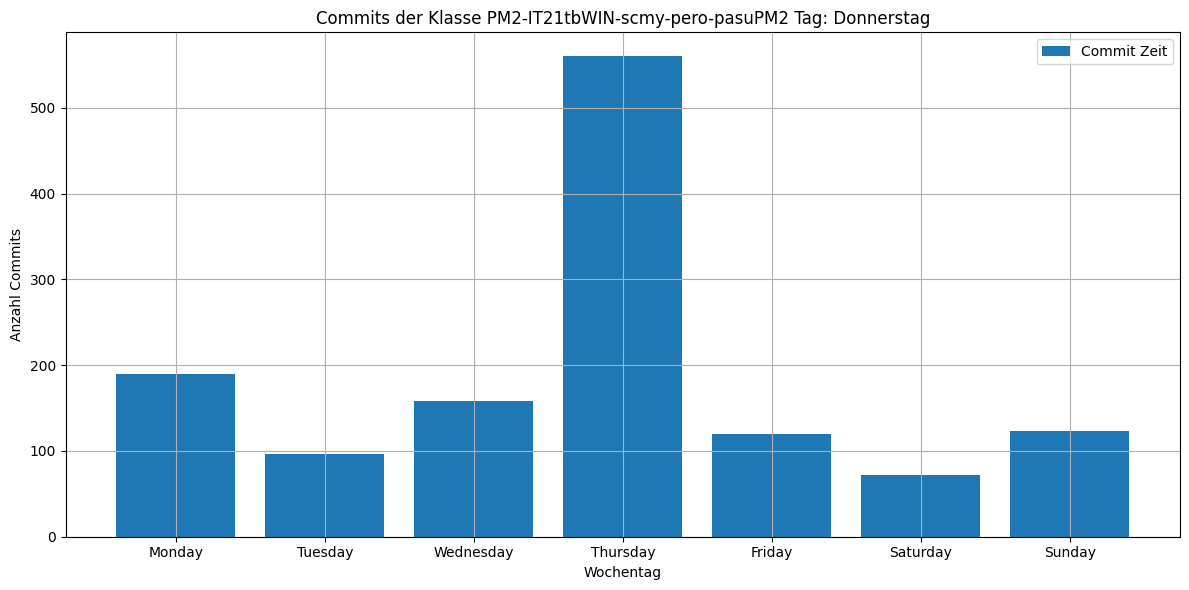 Commits der Klasse PM2-IT21tbWIN-scmy-pero-pasuPM2 Tag: Donnerstag
Commit Zeit
Anzahl Commits
500
400
300
200
100
0
Monday Tuesday Wednesday Thursday Friday Saturday Sunday
Wochentag